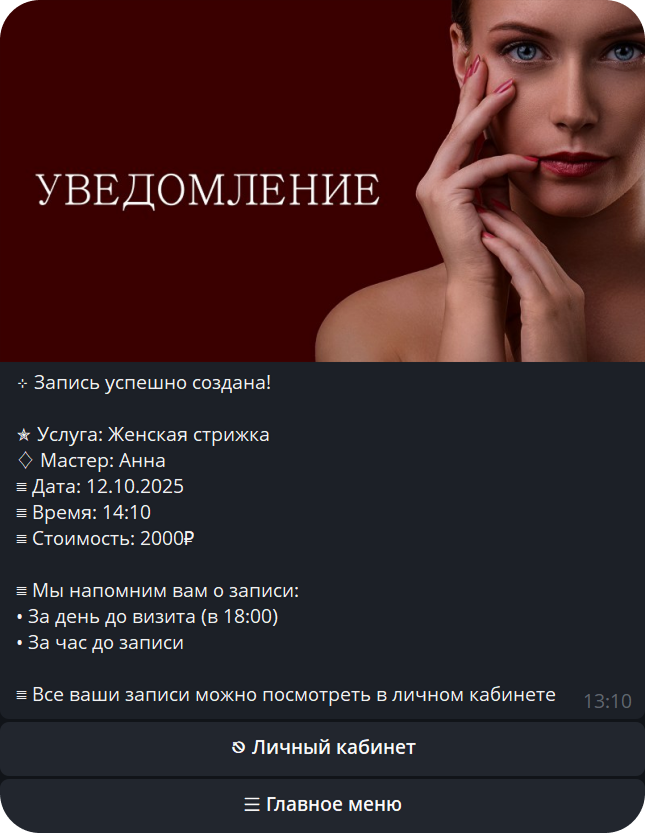 УВЕДОМЛЕНИЕ
⊹ Запись успешно создана!
✯ Услуга: Женская стрижка
♢ Мастер: Анна
≡ Дата: 12.10.2025
≡ Время: 14:10
≡ Стоимость: 2000₽
≡ Мы напомним вам о записи:
• За день до визита (в 18:00)
• За час до записи
≡ Все ваши записи можно посмотреть в личном кабинете
13:10
⦰ Личный кабинет
☰ Главное меню